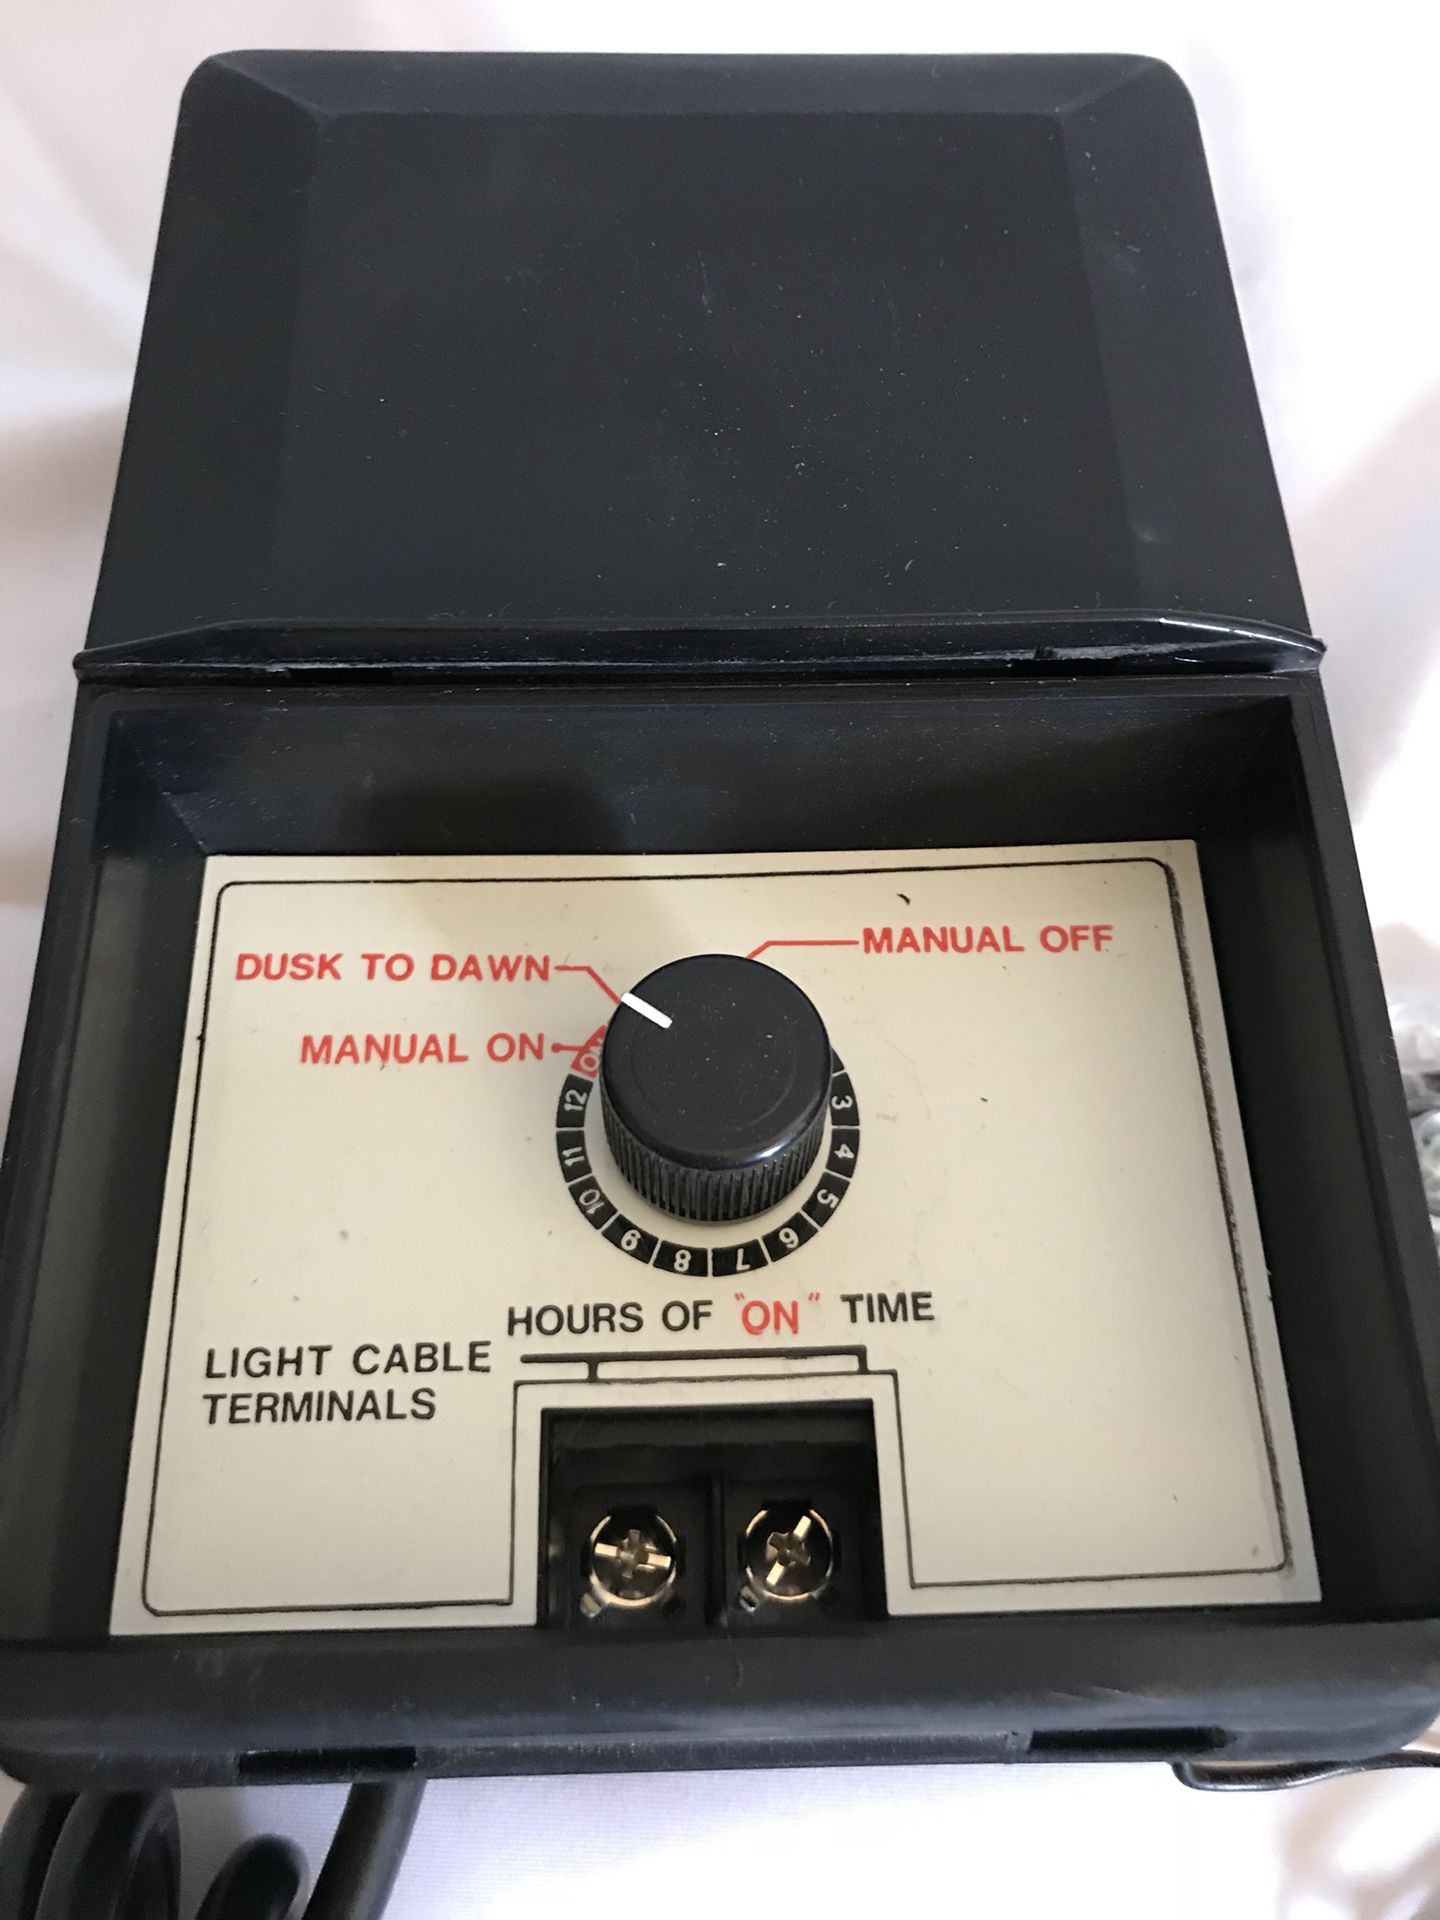 DUSK TO DAWN
MANUAL OFF
MANUAL ON
ON
12
11
10
9
8
7
6
5
4
3
HOURS OF "ON" TIME
LIGHT CABLE
TERMINALS